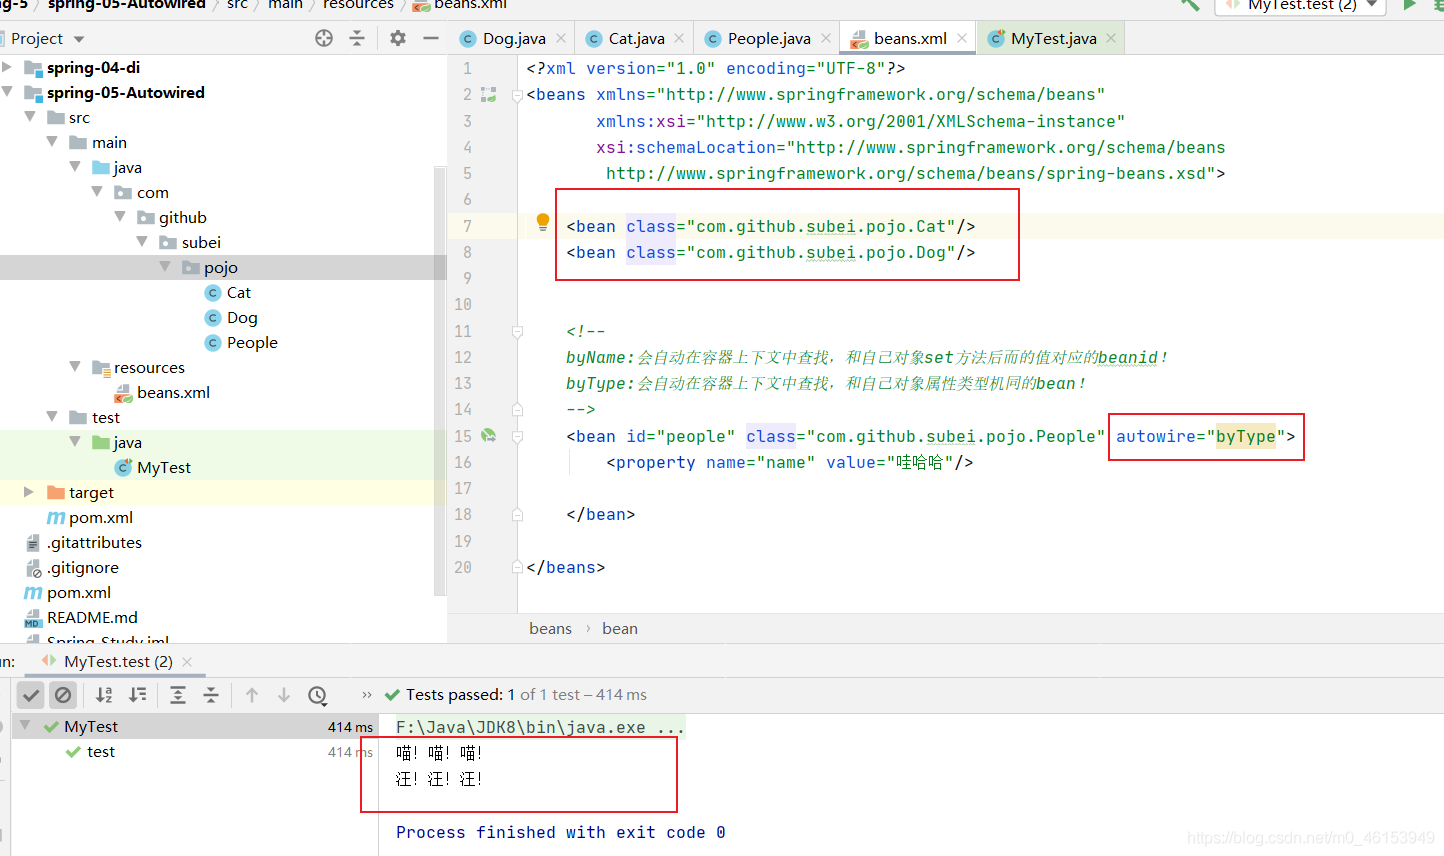 spring-05-Autowired
src
main
resources
beans.xml
MyTest.test (2)
Project
Dog.java
Cat.java
People.java
beans.xml
MyTest.java
spring-04-di
spring-05-Autowired
src
main
java
com
github
subei
pojo
Cat
Dog
People
resources
beans.xml
test
java
MyTest
target
pom.xml
.gitattributes
.gitignore
pom.xml
README.md
Spring-Study.iml
1 <?xml version="1.0" encoding="UTF-8"?>
2 <beans xmlns="http://www.springframework.org/schema/beans"
3 xmlns:xsi="http://www.w3.org/2001/XMLSchema-instance"
4 xsi:schemaLocation="http://www.springframework.org/schema/beans
5 http://www.springframework.org/schema/beans/spring-beans.xsd">
6
7 <bean class="com.github.subei.pojo.Cat"/>
8 <bean class="com.github.subei.pojo.Dog"/>
9
10
11 <!--
12 byName:会自动在容器上下文中查找,和自己对象set方法后而的值对应的beanid!
13 byType:会自动在容器上下文中查找,和自己对象属性类型机同的bean!
14 -->
15 <bean id="people" class="com.github.subei.pojo.People" autowire="byType">
16 <property name="name" value="哇哈哈"/>
17
18 </bean>
19
20 </beans>
beans › bean
MyTest.test (2)
Tests passed: 1 of 1 test – 414 ms
MyTest 414 ms
test 414 ms
F:\Java\JDK8\bin\java.exe ...
喵!喵!喵!
汪!汪!汪!
Process finished with exit code 0
https://blog.csdn.net/m0_46153949